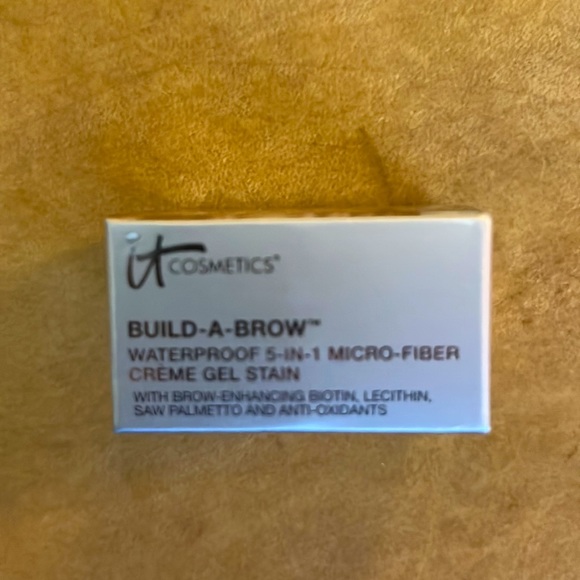 it COSMETICS®
BUILD-A-BROW™
WATERPROOF 5-IN-1 MICRO-FIBER
CRÈME GEL STAIN
WITH BROW-ENHANCING BIOTIN, LECITHIN,
SAW PALMETTO AND ANTI-OXIDANTS